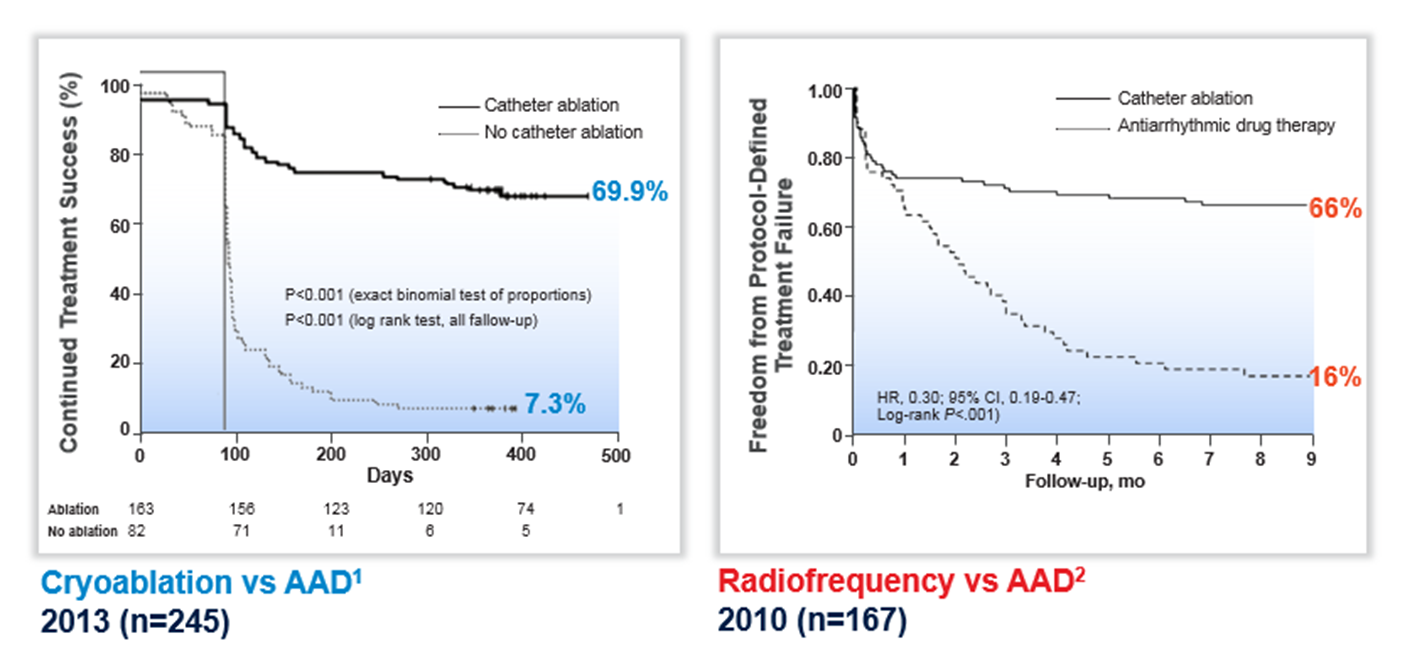 Continued Treatment Success (%)
100
80
60
40
20
0
Catheter ablation
No catheter ablation
69.9%
P<0.001 (exact binomial test of proportions)
P<0.001 (log rank test, all fallow-up)
7.3%
0 100 200 300 400 500
Days
Ablation 163 156 123 120 74 1
No ablation 82 71 11 6 5
Cryoablation vs AAD¹
2013 (n=245)
Freedom from Protocol-Defined
Treatment Failure
1.00
0.80
0.60
0.40
0.20
0
Catheter ablation
Antiarrhythmic drug therapy
66%
16%
HR, 0.30; 95% CI, 0.19-0.47;
Log-rank P<.001)
0 1 2 3 4 5 6 7 8 9
Follow-up, mo
Radiofrequency vs AAD²
2010 (n=167)